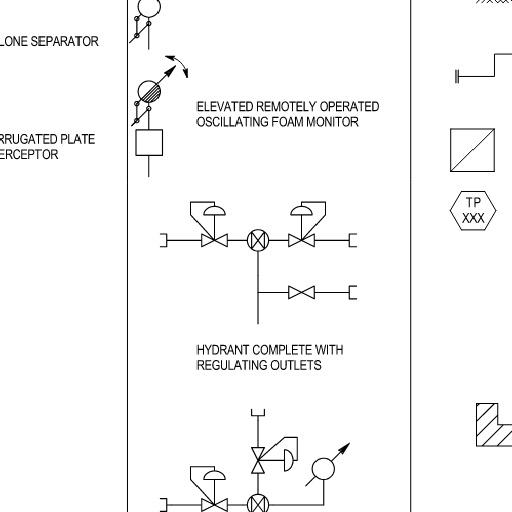 LONE SEPARATOR
ELEVATED REMOTELY OPERATED
OSCILLATING FOAM MONITOR
RRUGATED PLATE
ERCEPTOR
TP
XXX
HYDRANT COMPLETE WITH
REGULATING OUTLETS